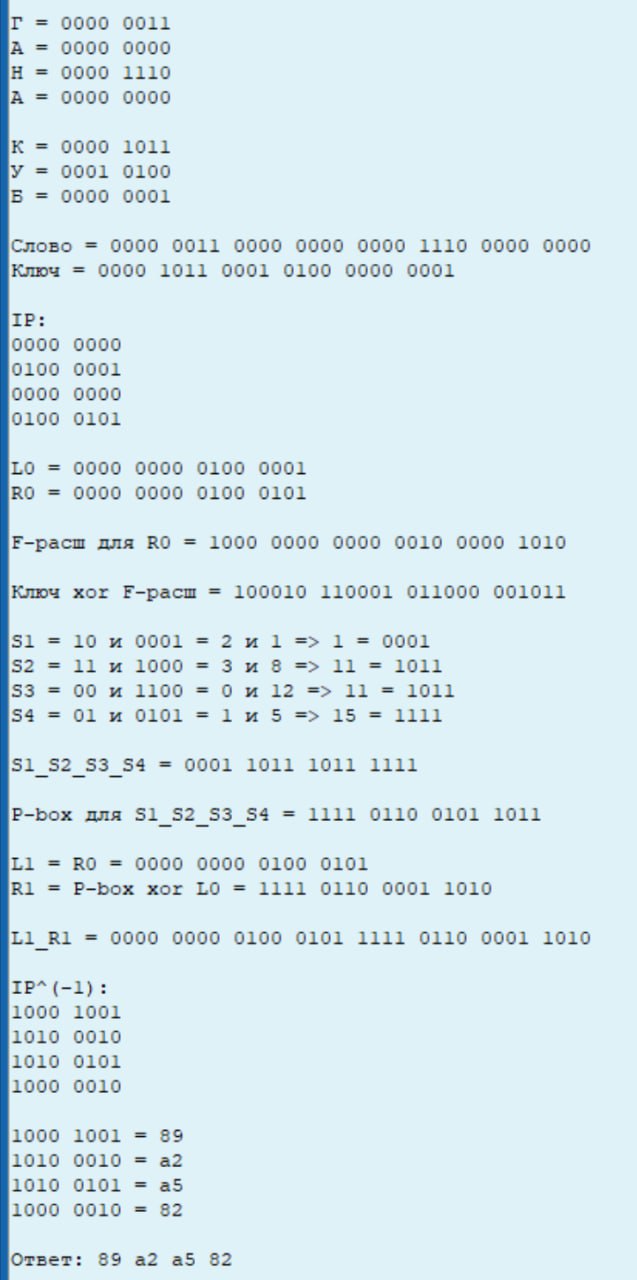 Г = 0000 0011
А = 0000 0000
Н = 0000 1110
А = 0000 0000
К = 0000 1011
У = 0001 0100
Б = 0000 0001
Слово = 0000 0011 0000 0000 0000 1110 0000 0000
Ключ = 0000 1011 0001 0100 0000 0001
IP:
0000 0000
0100 0001
0000 0000
0100 0101
L0 = 0000 0000 0100 0001
R0 = 0000 0000 0100 0101
F-расш для R0 = 1000 0000 0000 0010 0000 1010
Ключ xor F-расш = 100010 110001 011000 001011
S1 = 10 и 0001 = 2 и 1 => 1 = 0001
S2 = 11 и 1000 = 3 и 8 => 11 = 1011
S3 = 00 и 1100 = 0 и 12 => 11 = 1011
S4 = 01 и 0101 = 1 и 5 => 15 = 1111
S1_S2_S3_S4 = 0001 1011 1011 1111
P-box для S1_S2_S3_S4 = 1111 0110 0101 1011
L1 = R0 = 0000 0000 0100 0101
R1 = P-box хог L0 = 1111 0110 0001 1010
L1_R1 = 0000 0000 0100 0101 1111 0110 0001 1010
IP^(-1):
1000 1001
1010 0010
1010 0101
1000 0010
1000 1001 = 89
1010 0010 = a2
1010 0101 = a5
1000 0010 = 82
Ответ: 89 a2 a5 82